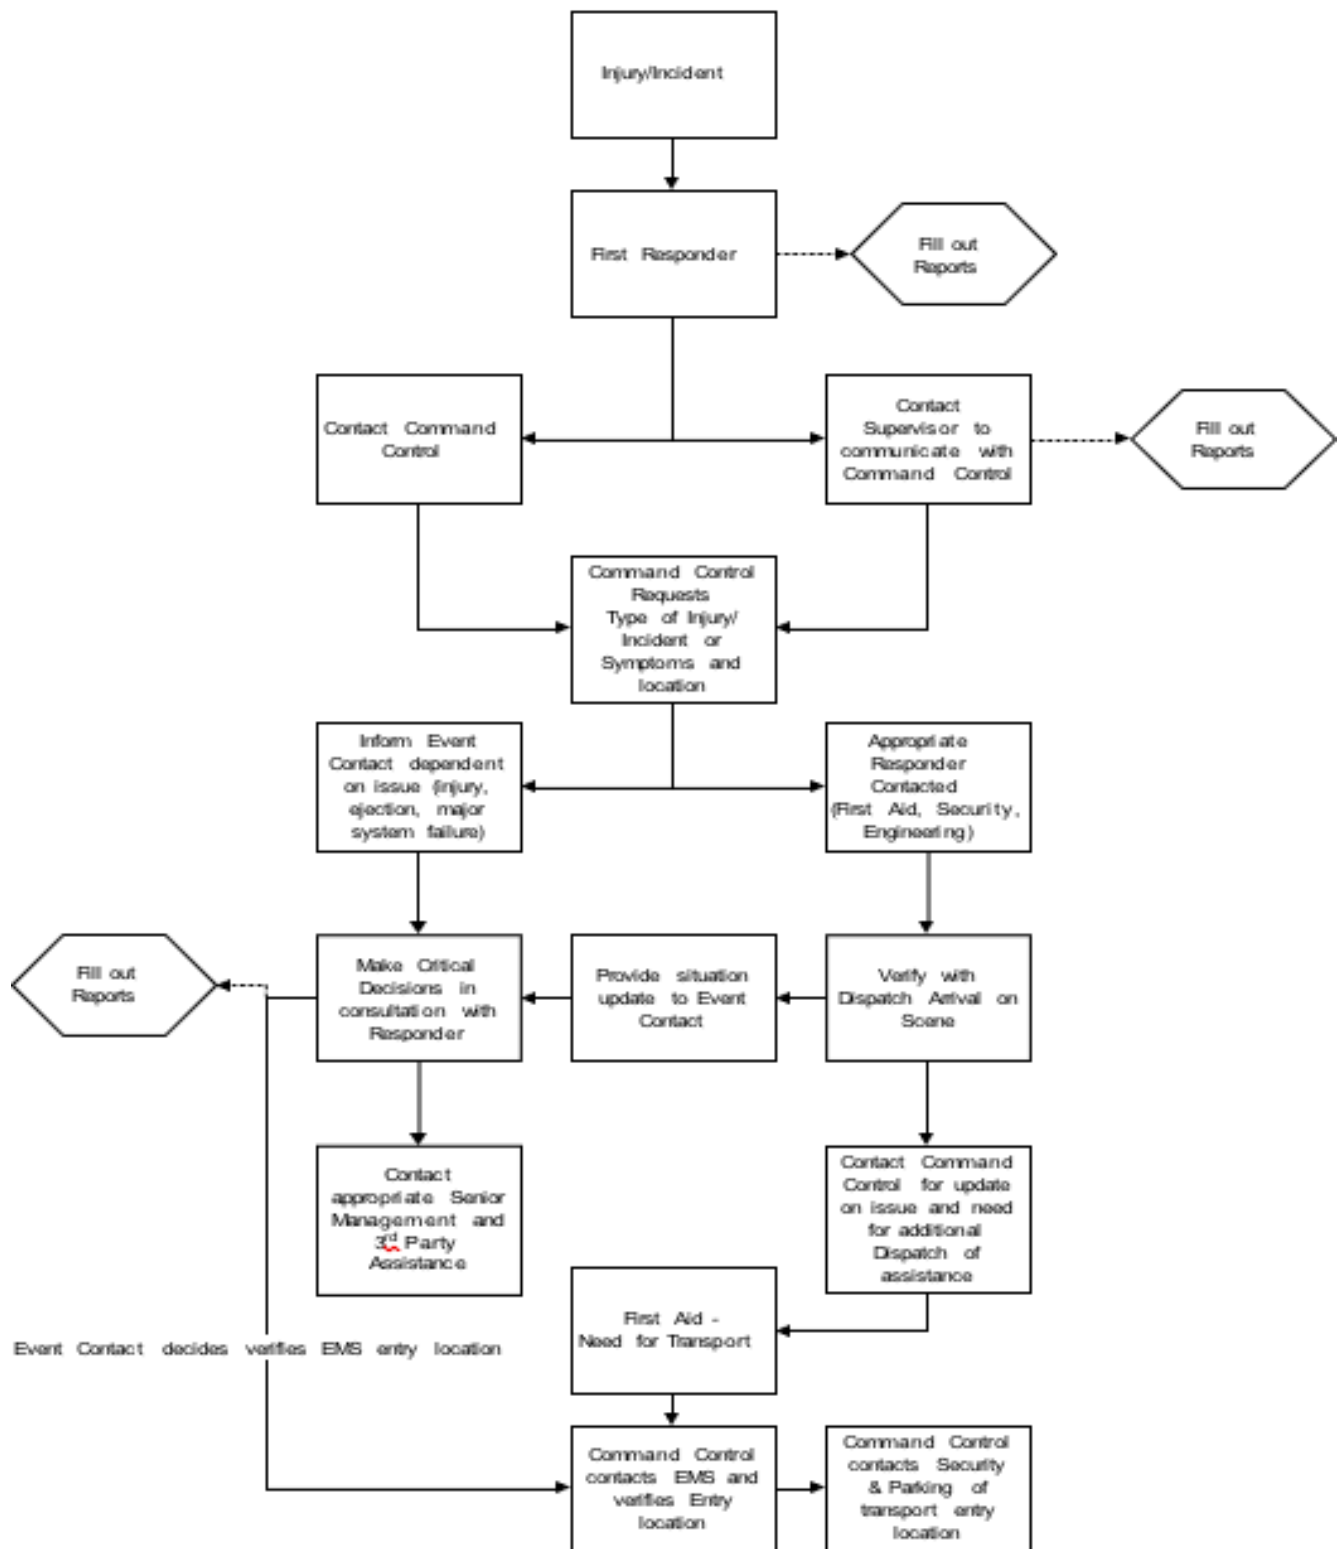 Injury/Incident
First Responder
Fill out
Reports
Contact Command
Control
Contact
Supervisor to
communicate with
Command Control
Fill out
Reports
Command Control
Requests
Type of Injury/
Incident or
Symptoms and
location
Inform Event
Contact dependent
on issue (injury,
ejection, major
system failure)
Appropriate
Responder
Contacted
(First Aid, Security,
Engineering)
Fill out
Reports
Make Critical
Decisions in
consultation with
Responder
Provide situation
update to Event
Contact
Verify with
Dispatch Arrival on
Scene
Contact
appropriate Senior
Management and
3rd Party
Assistance
Contact Command
Control for update
on issue and need
for additional
Dispatch of
assistance
First Aid -
Need for Transport
Event Contact decides verifies EMS entry location
Command Control
contacts EMS and
verifies Entry
location
Command Control
contacts Security
& Parking of
transport entry
location